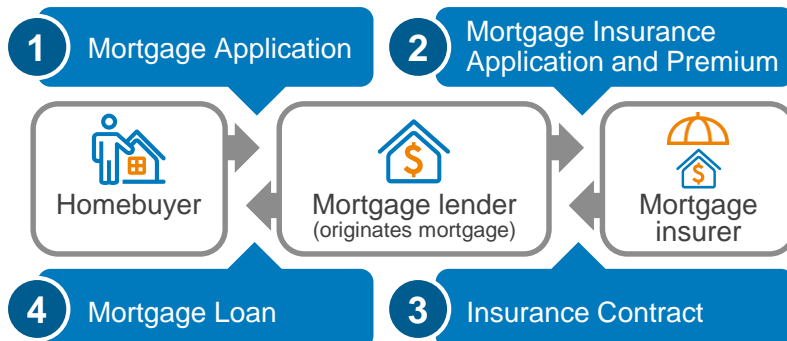 1 Mortgage Application
2 Mortgage Insurance
Application and Premium
$
$
Homebuyer
Mortgage lender
(originates mortgage)
Mortgage
insurer
4 Mortgage Loan
3 Insurance Contract